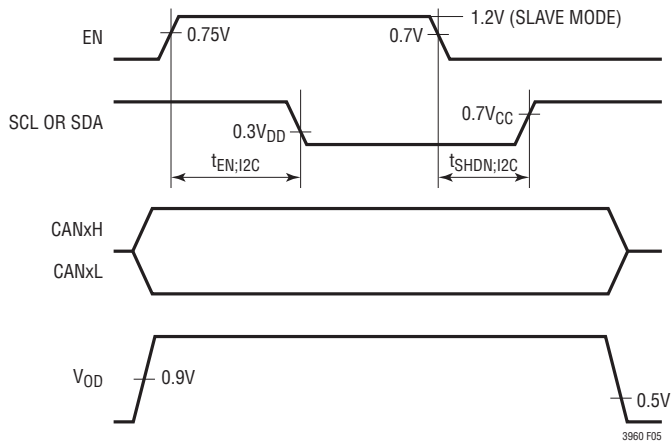 1.2V (SLAVE MODE)
EN
0.75V
0.7V
SCL OR SDA
0.3VDD
0.7VCC
tEN;I2C
tSHDN;I2C
CANxH
CANxL
VOD
0.9V
0.5V
3960 F05